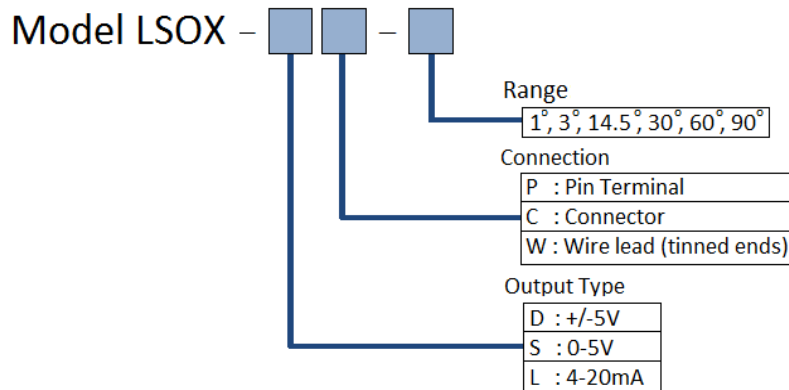 Model LSOX -   -
Range
1°, 3°, 14.5°, 30°, 60°, 90°
Connection
P : Pin Terminal
C : Connector
W : Wire lead (tinned ends)
Output Type
D : +/-5V
S : 0-5V
L : 4-20mA